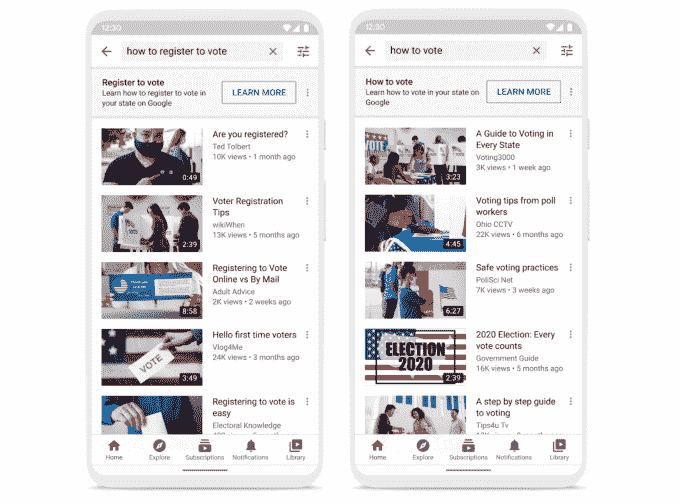 12:30
how to register to vote
Register to vote
Learn how to vote to vote in
your state on Google
LEARN MORE
Are you registered?
Ted Tolbert
10K views • 1 month ago
0:49
Voter Registration
Tips
wikiWhen
13K views • 5 months ago
2:39
Registering to Vote
Online vs By Mail
Adult Advice
2K views • 2 weeks ago
8:58
Hello first time voters
Vlog4Me
24K views • 3 months ago
VOTE
3:49
Registering to vote is
easy
Electoral Knowledge
Home
Explore
Subscriptions
Notifications
Library
12:30
how to vote
How to vote
Learn how to vote in your state on
Google
LEARN MORE
A Guide to Voting in
Every State
Voting3000
3K views • 1 week ago
3:23
Voting tips from poll
workers
Ohio CCTV
22K views • 6 months ago
4:45
Safe voting practices
PoliSci Net
7K views • 3 weeks ago
6:27
2020 Election: Every
vote counts
Government Guide
16K views • 5 months ago
ELECTION
2020
2:39
A step by step guide
to voting
Tips4u Tv
Home
Explore
Subscriptions
Notifications
Library